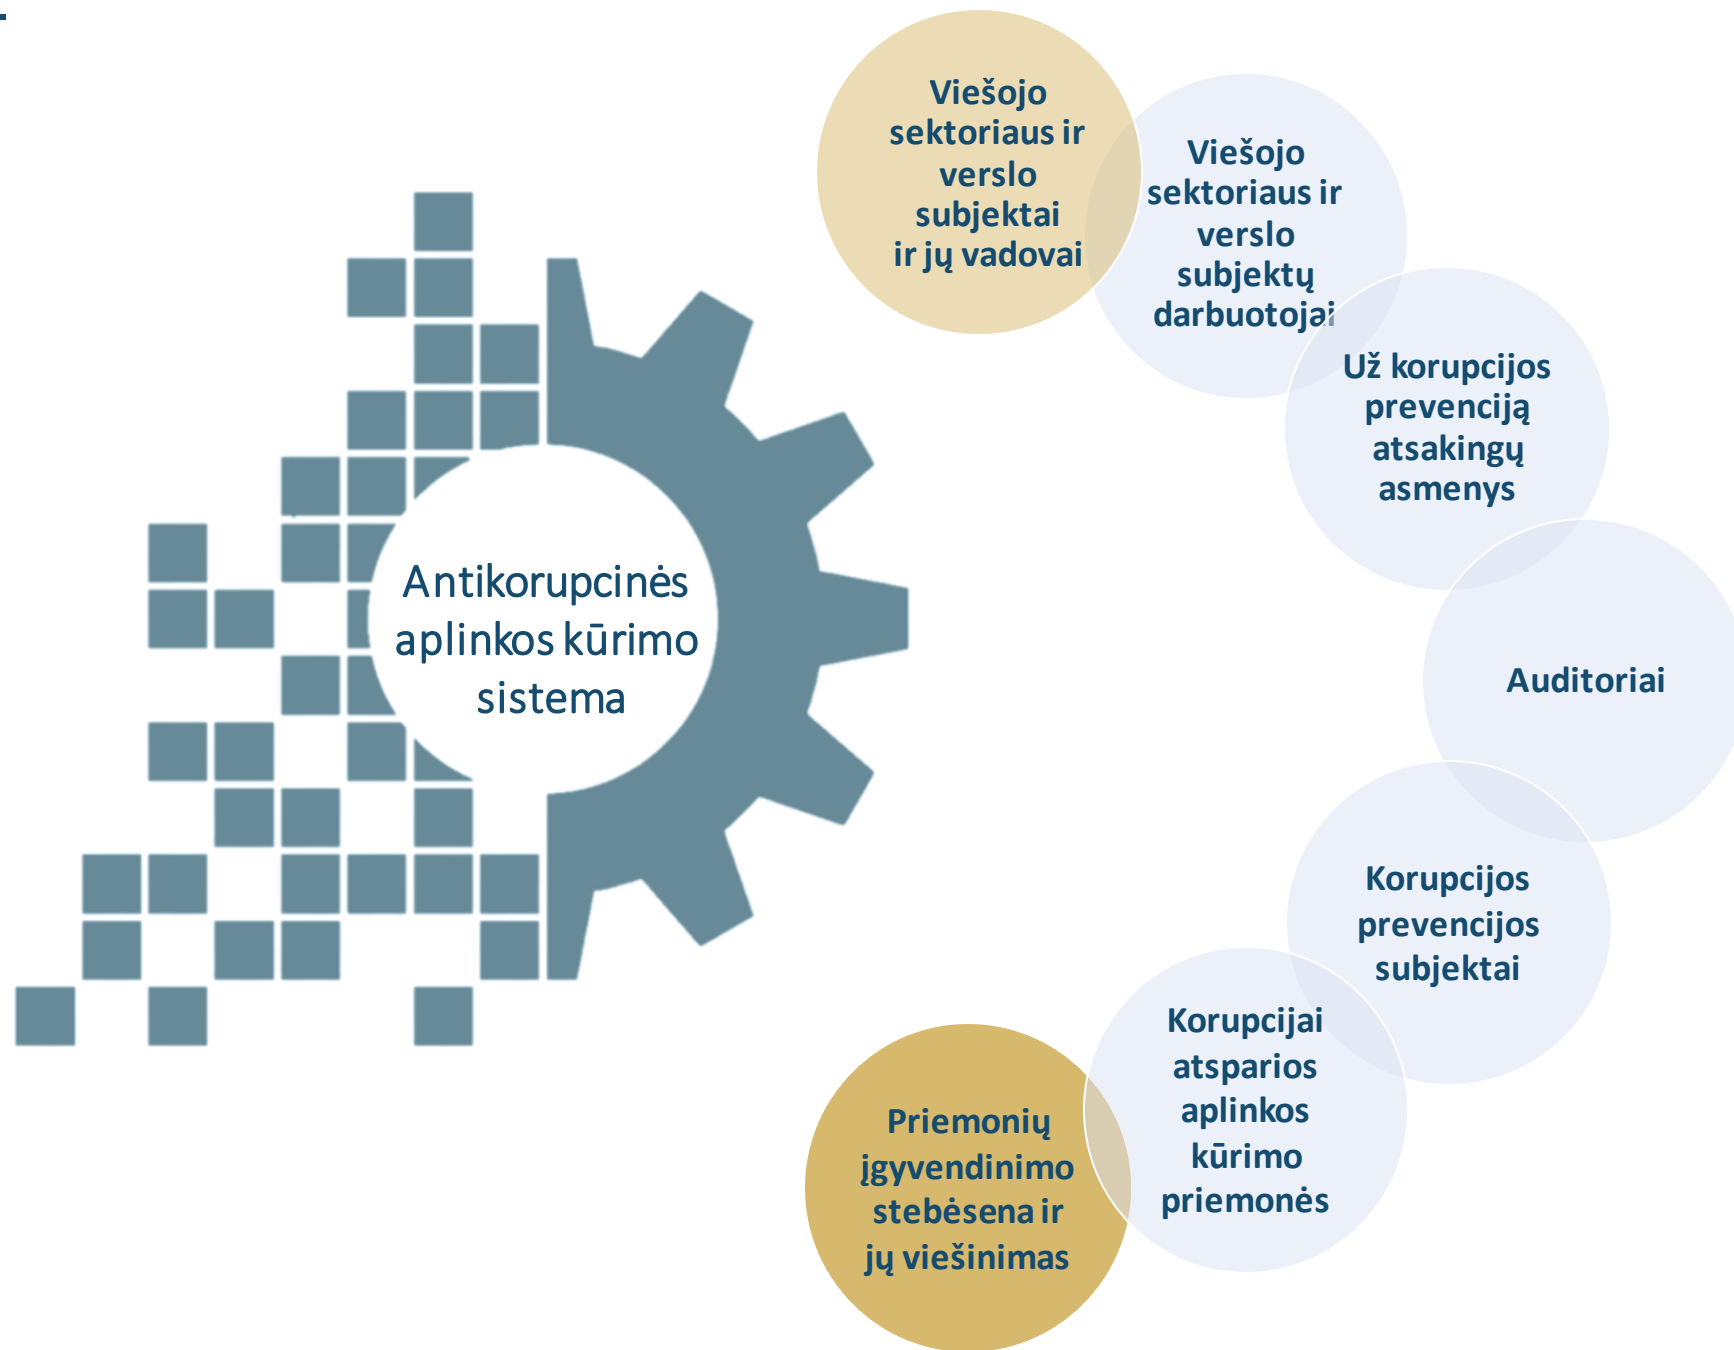 Antikorupcinės
aplinkos kūrimo
sistema
Viešojo
sektoriaus ir
verslo
subjektai
ir jų vadovai
Viešojo
sektoriaus ir
verslo
subjektų
darbuotojai
Už korupcijos
prevenciją
atsakingų
asmenys
Auditoriai
Korupcijos
prevencijos
subjektai
Korupcijai
atsparios
aplinkos
kūrimo
priemonės
Priemonių
įgyvendinimo
stebėsena ir
jų viešinimas